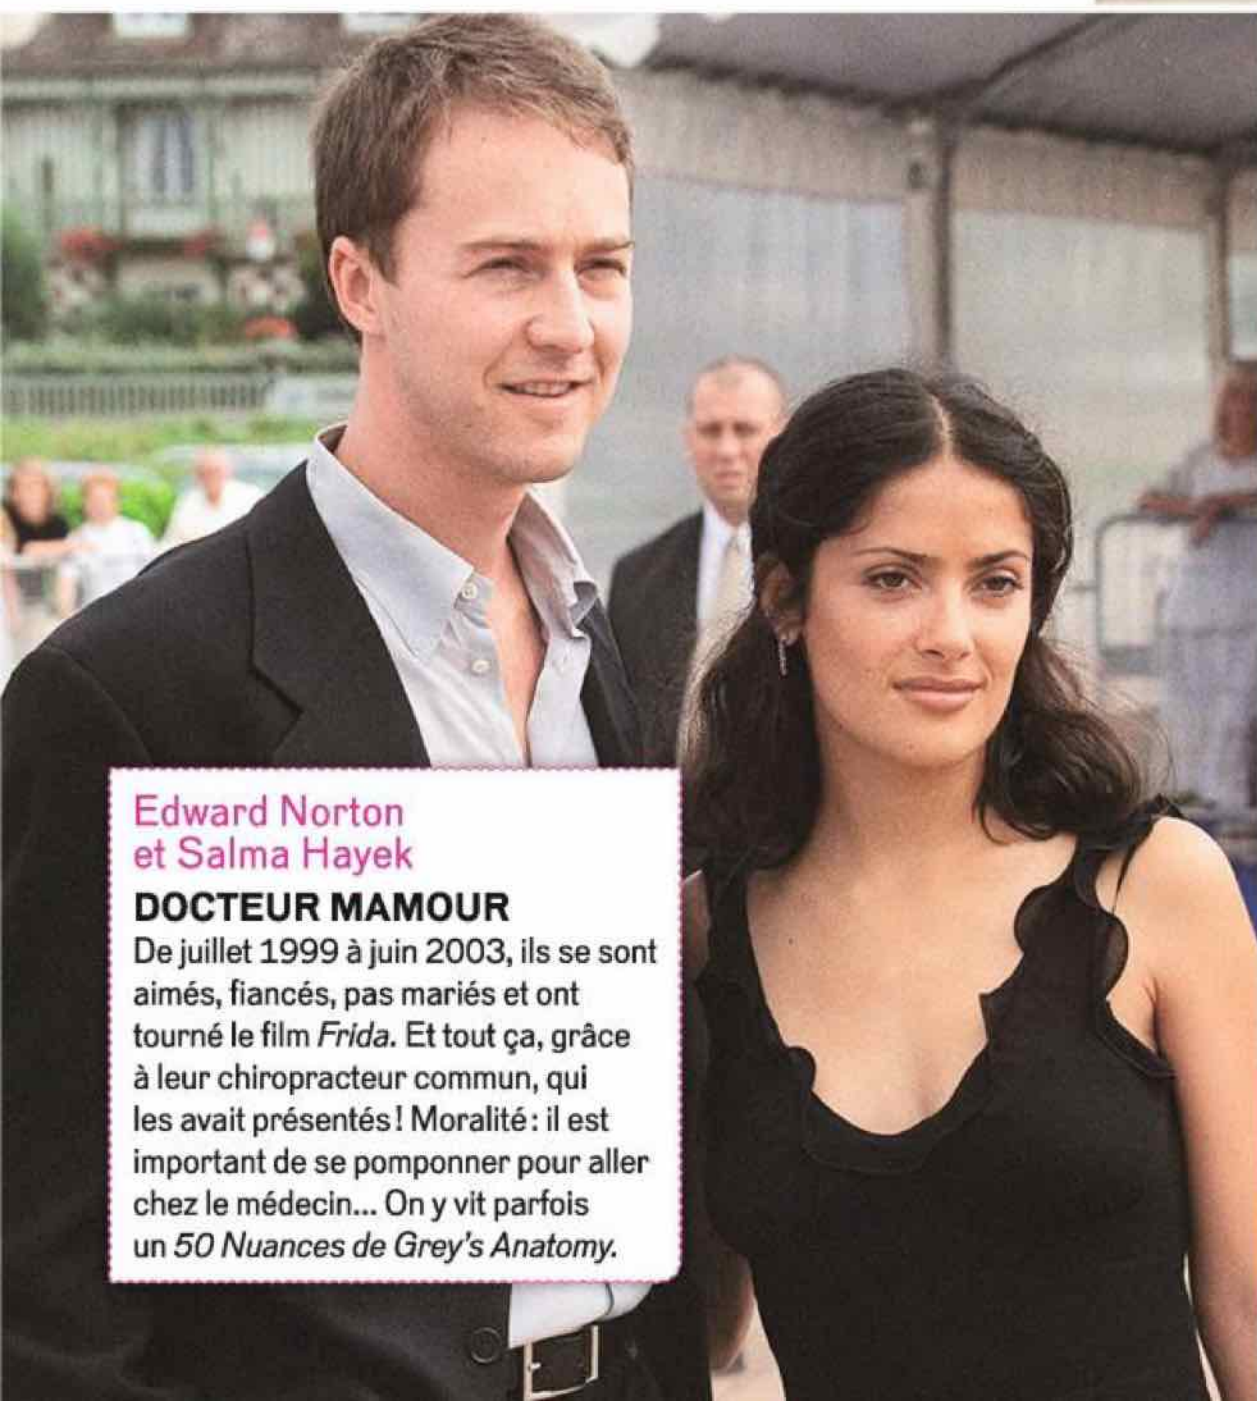 Edward Norton
et Salma Hayek
DOCTEUR MAMOUR
De juillet 1999 à juin 2003, ils se sont
aimés, fiancés, pas mariés et ont
tourné le film Frida. Et tout ça, grâce
à leur chiropracteur commun, qui
les avait présentés! Moralité: il est
important de se pomponner pour aller
chez le médecin... On y vit parfois
un 50 Nuances de Grey's Anatomy.